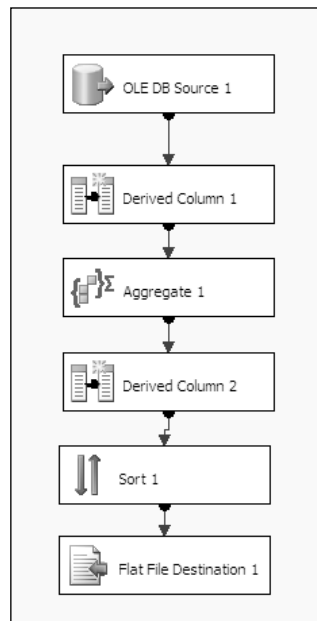 OLE DB Source 1
Derived Column 1
Aggregate 1
Derived Column 2
Sort 1
Flat File Destination 1